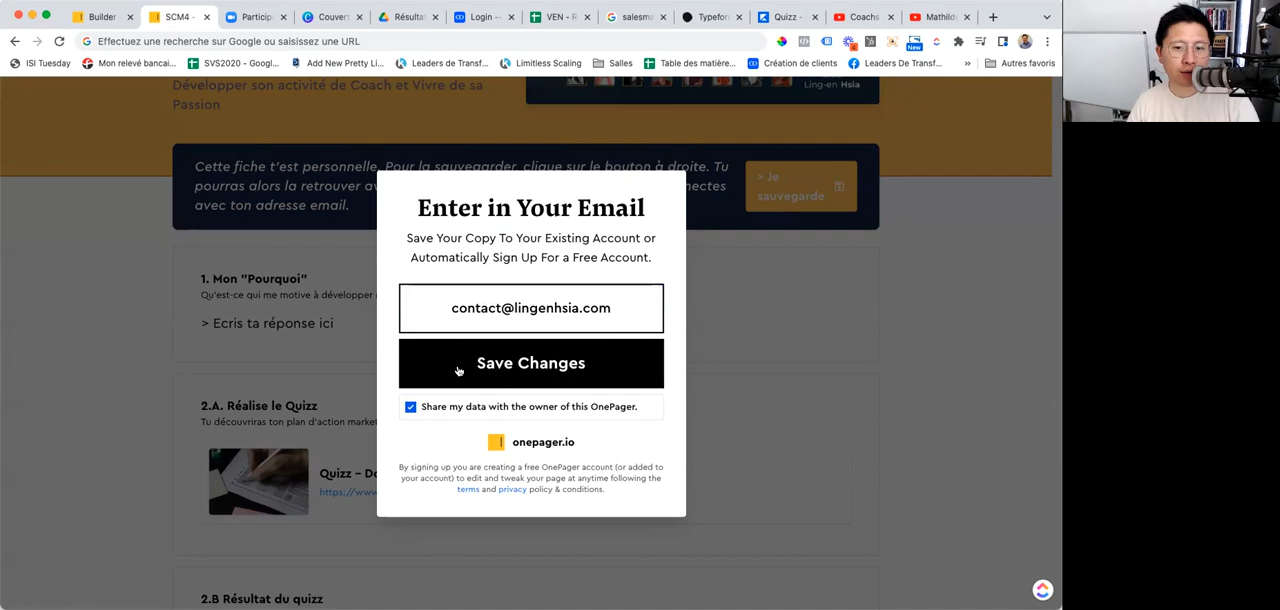 Builder -
SCM4 -
Particip
Couvert
Résultat
Login --
VEN - R
salesma
Typeform
Quizz -
Coachs
Mathilde
Effectuez une recherche sur Google ou saisissez une URL
New
ISI Tuesday
Mon relevé bancai...
SVS2020 - Googl...
Add New Pretty Li...
Leaders de Transf...
Limitless Scaling
Salles
Table des matière...
Création de clients
Leaders De Transf...
»
Autres favoris
Développer son activité de Coach et Vivre de sa
Passion
Ling-en Hsia
Cette fiche t'est personnelle. Pour la sauvegarder, clique sur le bouton à droite. Tu
pourras alors la retrouver av
nectes
avec ton adresse email.
> Je
sauvegarde
Enter in Your Email
Save Your Copy To Your Existing Account or
Automatically Sign Up For a Free Account.
contact@lingenhsia.com
Save Changes
Share my data with the owner of this OnePager.
onepager.io
By signing up you are creating a free OnePager account (or added to
your account) to edit and tweak your page at anytime following the
terms and privacy policy & conditions.
1. Mon "Pourquoi"
Qu'est-ce qui me motive à développer
> Ecris ta réponse ici
2.A. Réalise le Quizz
Tu découvriras ton plan d'action market
Quizz - Do
https://www
2.B Résultat du quizz